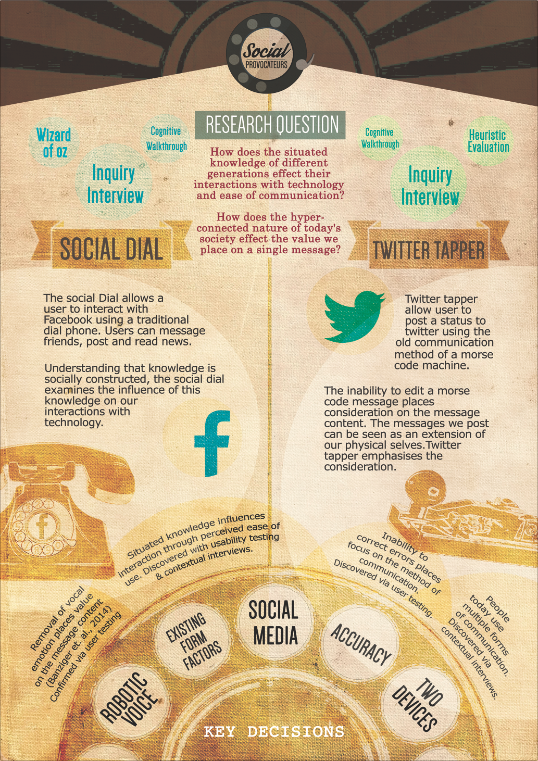 Social
PROVOCATEURS
RESEARCH QUESTION
How does the situated
knowledge of different
generations effect their
interactions with technology
and ease of communication?
How does the hyper-
connected nature of today's
society effect the value we
place on a single message?
Wizard
of oz
Cognitive
Walkthrough
Inquiry
Interview
Cognitive
Walkthrough
Heuristic
Evaluation
Inquiry
Interview
SOCIAL DIAL
The social Dial allows a
user to interact with
Facebook using a traditional
dial phone. Users can message
friends, post and read news.
Understanding that knowledge is
socially constructed, the social dial
examines the influence of this
knowledge on our
interactions with
technology.
f
TWITTER TAPPER
Twitter tapper
allow user to
post a status to
twitter using the
old communication
method of a morse
code machine.
The inability to edit a morse
code message places
consideration on the message
content. The messages we post
can be seen as an extension of
our physical selves.Twitter
tapper emphasises the
consideration.
f
Removal of vocal
emotion places value
on the message content
(Banziger et. al., 2014)
Confirmed via user testing
Situated knowledge influences
interaction through perceived ease of
use. Discovered with usability testing
& contextual interviews.
Inability to
correct errors places
focus on the method of
communication.
Discovered via user testing.
People
today use
multiple forms
of communication.
Discovered via
contextual interviews.
ROBOTIC
VOICE
EXISTING
FORM
FACTORS
SOCIAL
MEDIA
ACCURACY
TWO
DEVICES
KEY DECISIONS